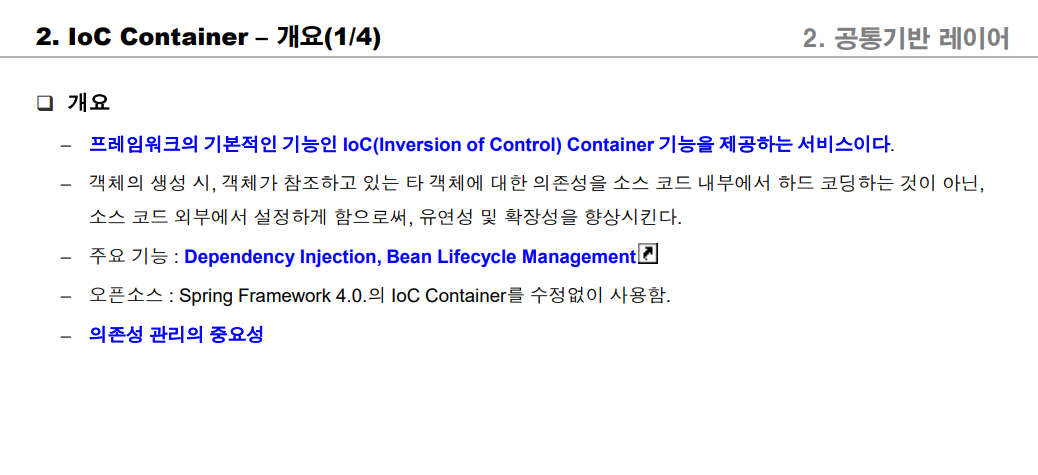 2. IoC Container – 개요(1/4)
2. 공통기반 레이어
❑ 개요
– 프레임워크의 기본적인 기능인 IoC(Inversion of Control) Container 기능을 제공하는 서비스이다.
– 객체의 생성 시, 객체가 참조하고 있는 타 객체에 대한 의존성을 소스 코드 내부에서 하드 코딩하는 것이 아닌,
소스 코드 외부에서 설정하게 함으로써, 유연성 및 확장성을 향상시킨다.
– 주요 기능 : Dependency Injection, Bean Lifecycle Management
– 오픈소스 : Spring Framework 4.0.의 IoC Container를 수정없이 사용함.
– 의존성 관리의 중요성